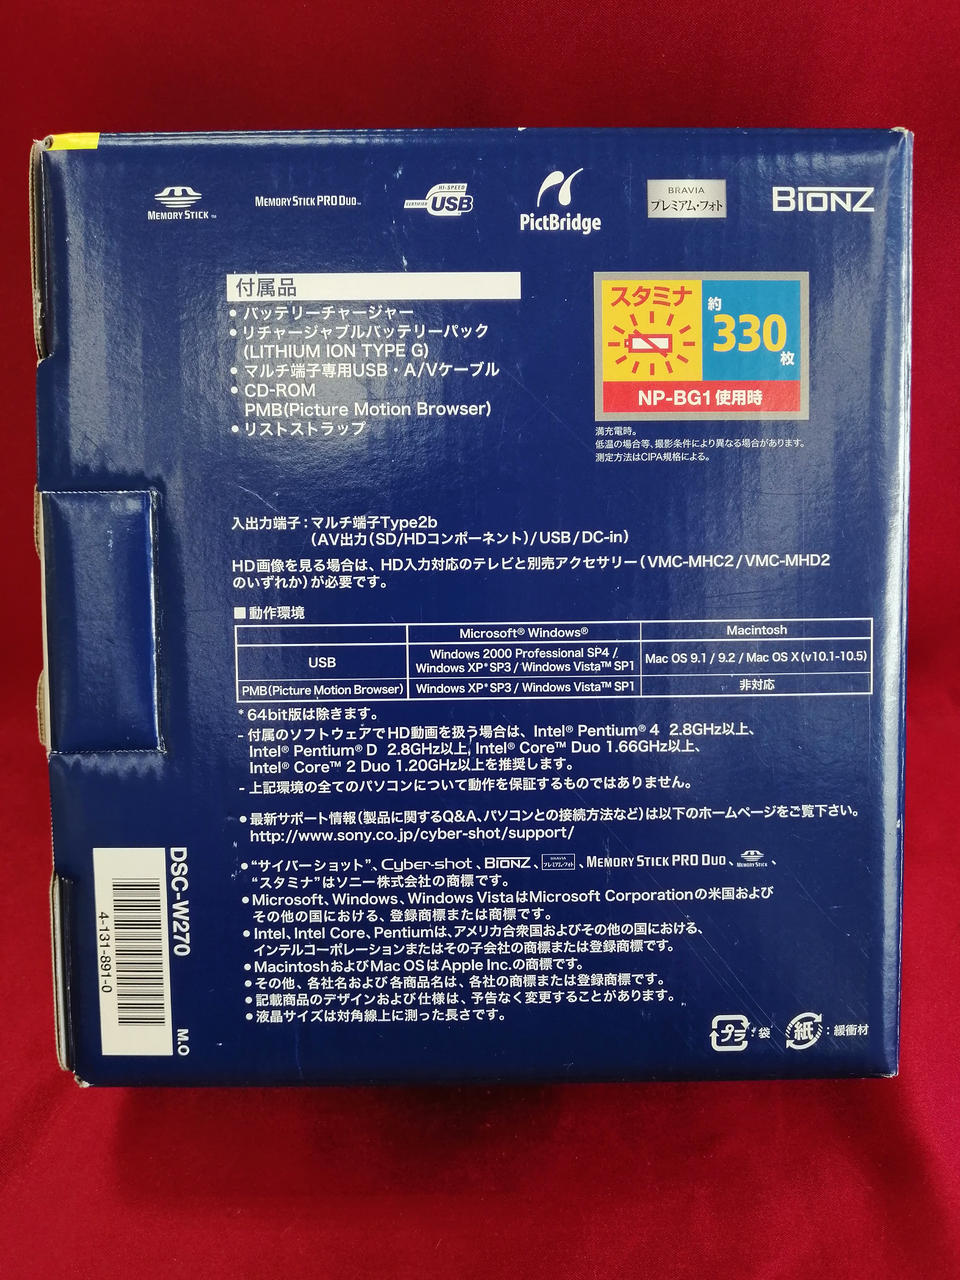 MEMORY STICK™
MEMORY STICK PRO DUO™
HI-SPEED
CERTIFIED USB
PictBridge
BRAVIA
プレミアム・フォト
BIONZ
付属品
● バッテリーチャージャー
● リチャージャブルバッテリーパック
(LITHIUM ION TYPE G)
● マルチ端子専用USB・A/Vケーブル
● CD-ROM
PMB(Picture Motion Browser)
● リストストラップ
スタミナ
約
330
枚
NP-BG1 使用時
満充電時。
低温の場合等、撮影条件により異なる場合があります。
測定方法はCIPA規格による。
入出力端子：マルチ端子Type2b
（AV出力（SD/HDコンポーネント）/USB/DC-in）
HD画像を見る場合は、HD入力対応のテレビと別売アクセサリー（VMC-MHC2/VMC-MHD2
のいずれか）が必要です。
■ 動作環境
Microsoft® Windows® Macintosh
USB Windows 2000 Professional SP4 / Windows XP*SP3 / Windows Vista™ SP1 Mac OS 9.1 / 9.2 / Mac OS X(v10.1-10.5)
PMB(Picture Motion Browser) Windows XP*SP3 / Windows Vista™ SP1 非対応
* 64bit版は除きます。
- 付属のソフトウェアでHD動画を扱う場合は、Intel® Pentium® 4 2.8GHz以上、
Intel® Pentium® D 2.8GHz以上, Intel® Core™ Duo 1.66GHz以上、
Intel® Core™ 2 Duo 1.20GHz以上を推奨します。
- 上記環境の全てのパソコンについて動作を保証するものではありません。
● 最新サポート情報（製品に関するQ&A、パソコンとの接続方法など）は以下のホームページをご覧下さい。
http://www.sony.co.jp/cyber-shot/support/
● “サイバーショット”、Cyber-shot、BIONZ、BRAVIA プレミアム・フォト、MEMORY STICK PRO DUO、MEMORY STICK、
“スタミナ”はソニー株式会社の商標です。
● Microsoft、Windows、Windows VistaはMicrosoft Corporationの米国および
その他の国における、登録商標または商標です。
● Intel、Intel Core、Pentiumは、アメリカ合衆国およびその他の国における、
インテルコーポレーションまたはその子会社の商標または登録商標です。
● MacintoshおよびMac OSはApple Inc.の商標です。
● その他、各社名および各商品名は、各社の商標または登録商標です。
● 記載商品のデザインおよび仕様は、予告なく変更することがあります。
● 液晶サイズは対角線上に測った長さです。
プラ：袋
紙：緩衝材
DSC-W270 M.O
4-131-891-0